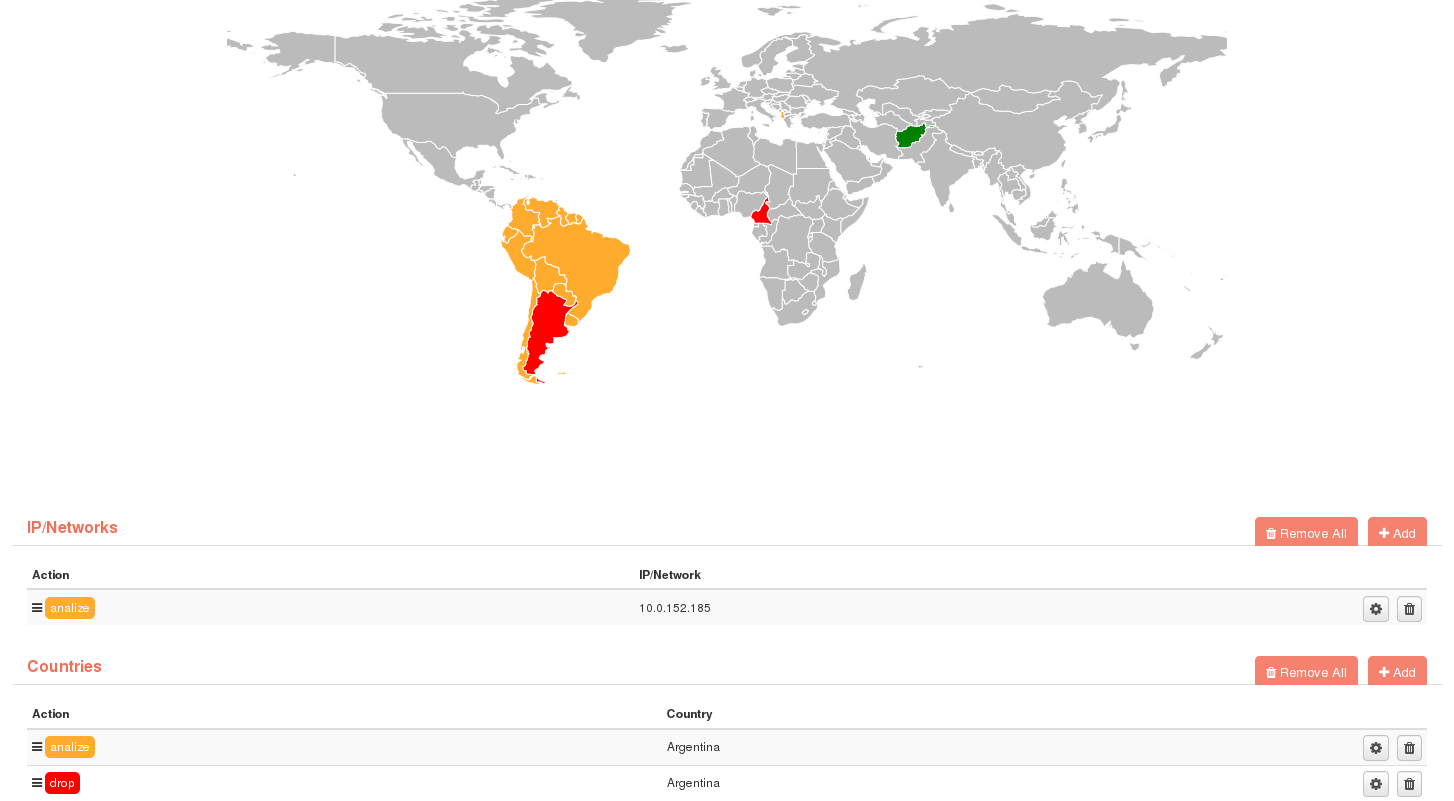 IP/Networks
Remove All
Add
Action IP/Network
analize 10.0.152.185
Countries
Remove All
Add
Action Country
analize Argentina
drop Argentina